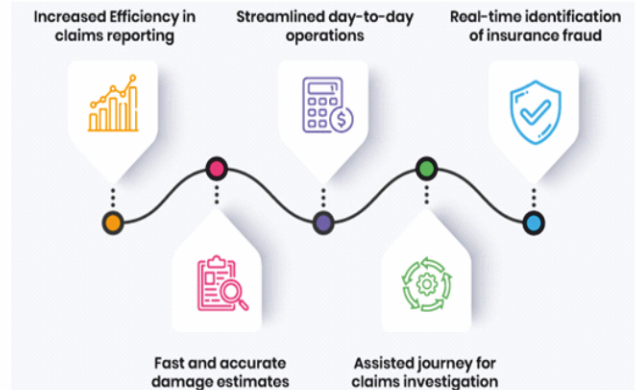 Increased Efficiency in
claims reporting
Streamlined day-to-day
operations
Real-time identification
of insurance fraud
$
Fast and accurate
damage estimates
Assisted journey for
claims investigation